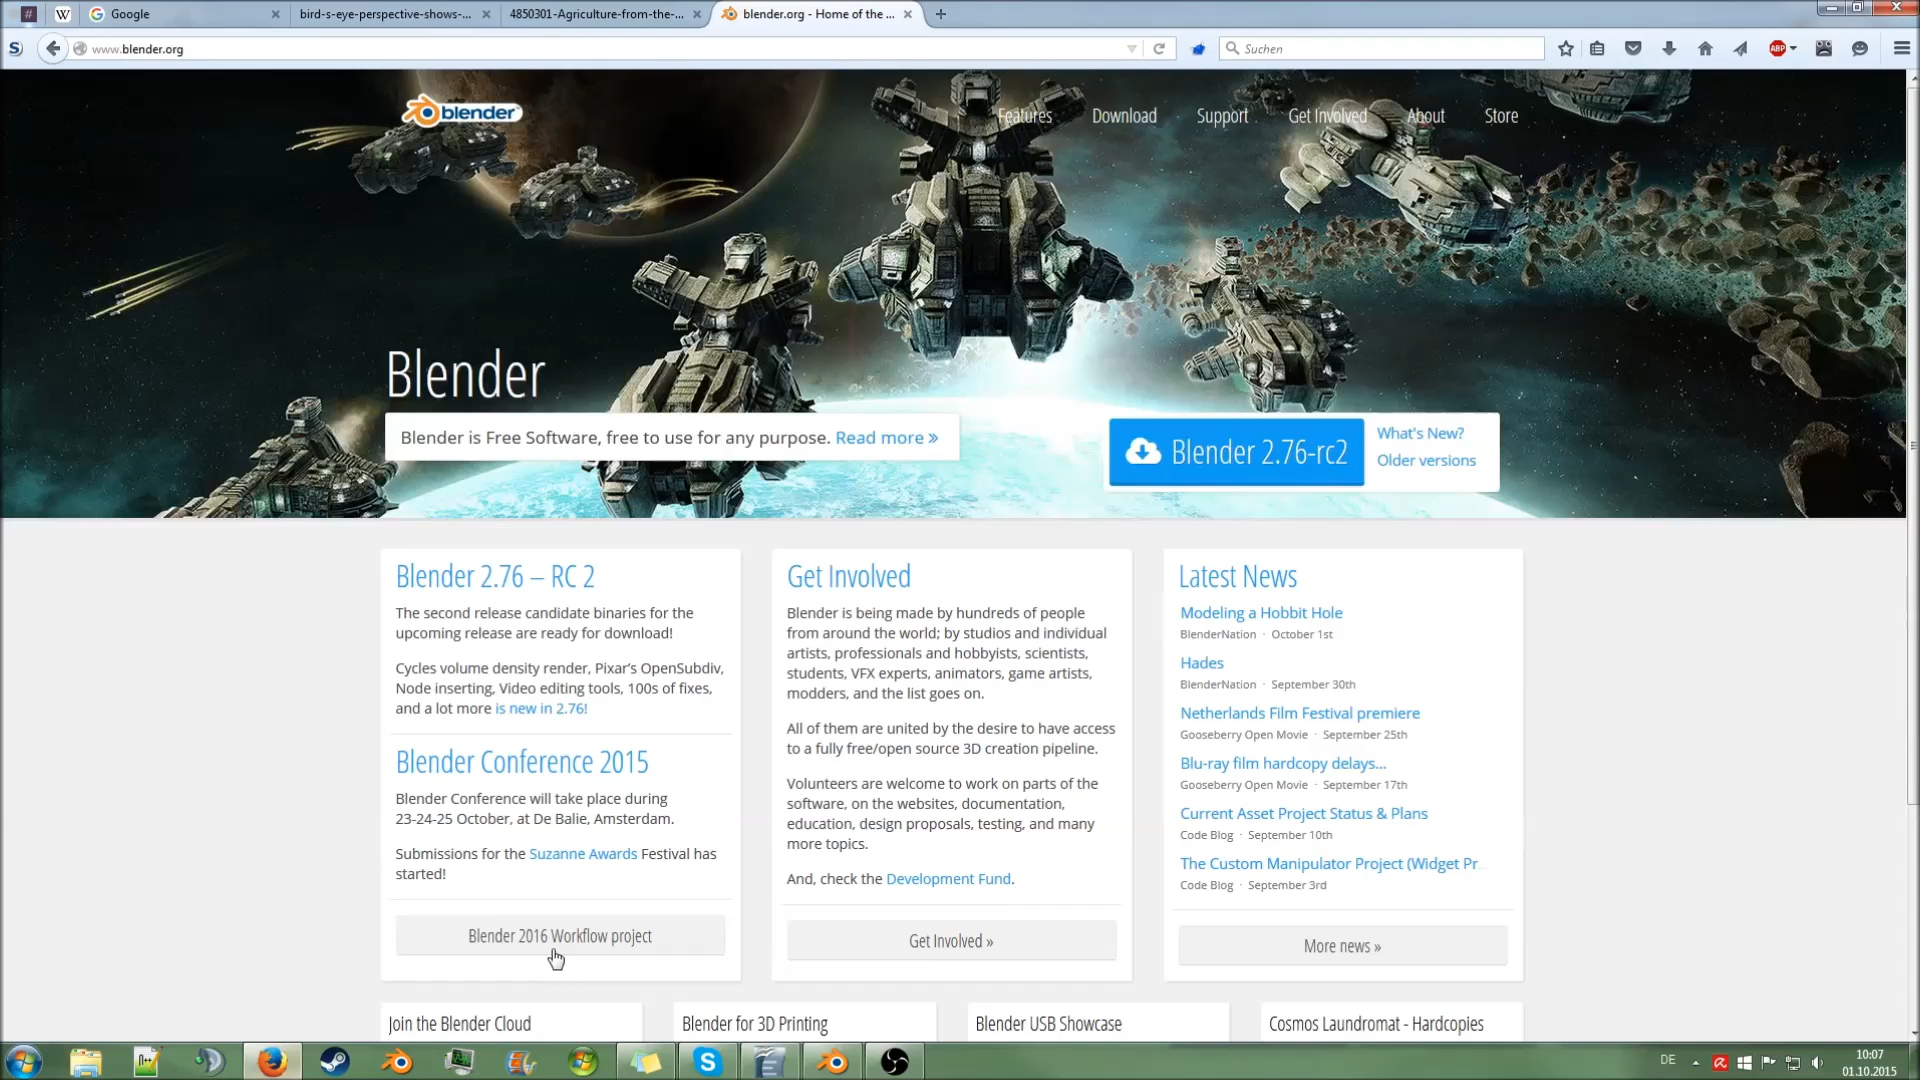 Google
bird-s-eye-perspective-shows-...
4850301-Agriculture-from-the-...
blender.org - Home of the ...
www.blender.org
Suchen
ABP
blender
Features
Download
Support
Get Involved
About
Store
Blender
Blender is Free Software, free to use for any purpose. Read more »
Blender 2.76-rc2
What's New?
Older versions
Blender 2.76 – RC 2
The second release candidate binaries for the
upcoming release are ready for download!
Cycles volume density render, Pixar's OpenSubdiv,
Node inserting, Video editing tools, 100s of fixes,
and a lot more is new in 2.76!
Blender Conference 2015
Blender Conference will take place during
23-24-25 October, at De Balie, Amsterdam.
Submissions for the Suzanne Awards Festival has
started!
Blender 2016 Workflow project
Get Involved
Blender is being made by hundreds of people
from around the world; by studios and individual
artists, professionals and hobbyists, scientists,
students, VFX experts, animators, game artists,
modders, and the list goes on.
All of them are united by the desire to have access
to a fully free/open source 3D creation pipeline.
Volunteers are welcome to work on parts of the
software, on the websites, documentation,
education, design proposals, testing, and many
more topics.
And, check the Development Fund.
Get Involved »
Latest News
Modeling a Hobbit Hole
BlenderNation · October 1st
Hades
BlenderNation · September 30th
Netherlands Film Festival premiere
Gooseberry Open Movie · September 25th
Blu-ray film hardcopy delays...
Gooseberry Open Movie · September 17th
Current Asset Project Status & Plans
Code Blog · September 10th
The Custom Manipulator Project (Widget Pr
Code Blog · September 3rd
More news »
Join the Blender Cloud
Blender for 3D Printing
Blender USB Showcase
Cosmos Laundromat - Hardcopies
DE
10:07
01.10.2015